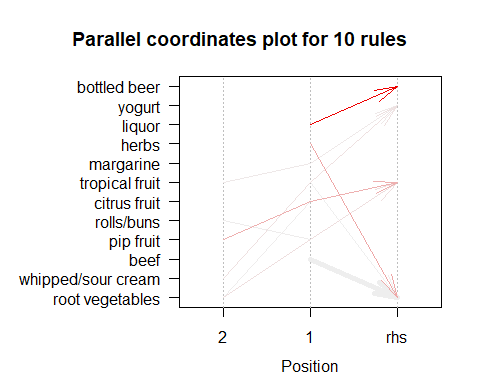 Parallel coordinates plot for 10 rules
bottled beer
yogurt
liquor
herbs
margarine
tropical fruit
citrus fruit
rolls/buns
pip fruit
beef
whipped/sour cream
root vegetables
2 1 rhs
Position